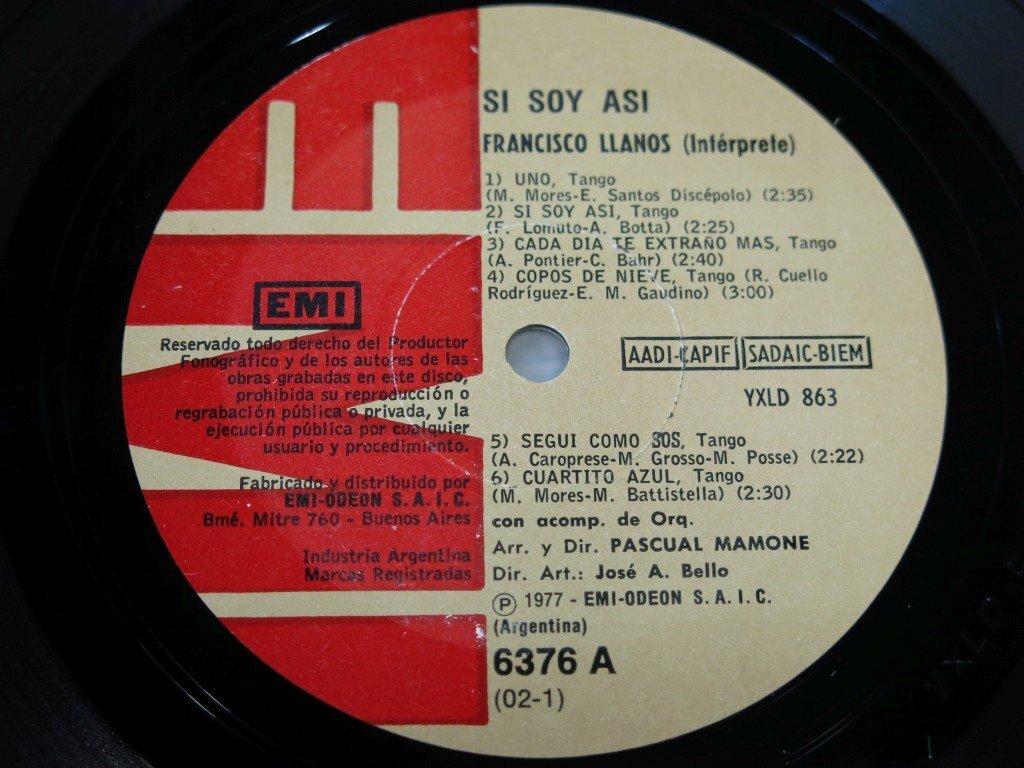 SI SOY ASI
FRANCISCO LLANOS (Intérprete)
1) UNO, Tango
(M. Mores-E. Santos Discépolo) (2:35)
2) SI SOY ASI, Tango
(F. Lomuto-A. Botta) (2:25)
3) CADA DIA TE EXTRAÑO MAS, Tango
(A. Pontier-C. Bahr) (2:40)
4) COPOS DE NIEVE, Tango (R. Cuello
Rodríguez-E. M. Gaudino) (3:00)
EMI
Reservado todo derecho del Productor
Fonográfico y de los autores de las
obras grabadas en este disco,
prohibida su reproducción o
regrabación pública o privada, y la
ejecución pública por cualquier
usuario y procedimiento.
Fabricado y distribuido por
EMI-ODEON S.A.I.C.
Bmé. Mitre 760 - Buenos Aires
Industria Argentina
Marcas Registradas
AADI-CAPIF SADAIC-BIEM
YXLD 863
5) SEGUI COMO SOS, Tango
(A. Caroprese-M. Grosso-M. Posse) (2:22)
6) CUARTITO AZUL, Tango
(M. Mores-M. Battistella) (2:30)
con acomp. de Orq.
Arr. y Dir. PASCUAL MAMONE
Dir. Art.: José A. Bello
Ⓟ 1977 - EMI-ODEON S.A.I.C.
(Argentina)
6376 A
(02-1)